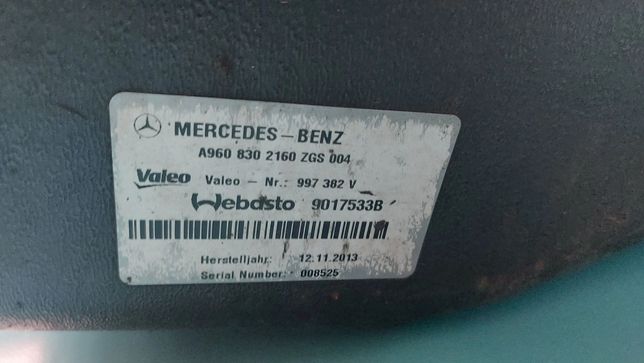 MERCEDES-BENZ
A960 830 2160 ZGS 004
Valeo Valeo - Nr.: 997 382 V
Webasto 9017533B
Herstelljahr: 12.11.2013
Serial Number: 008525